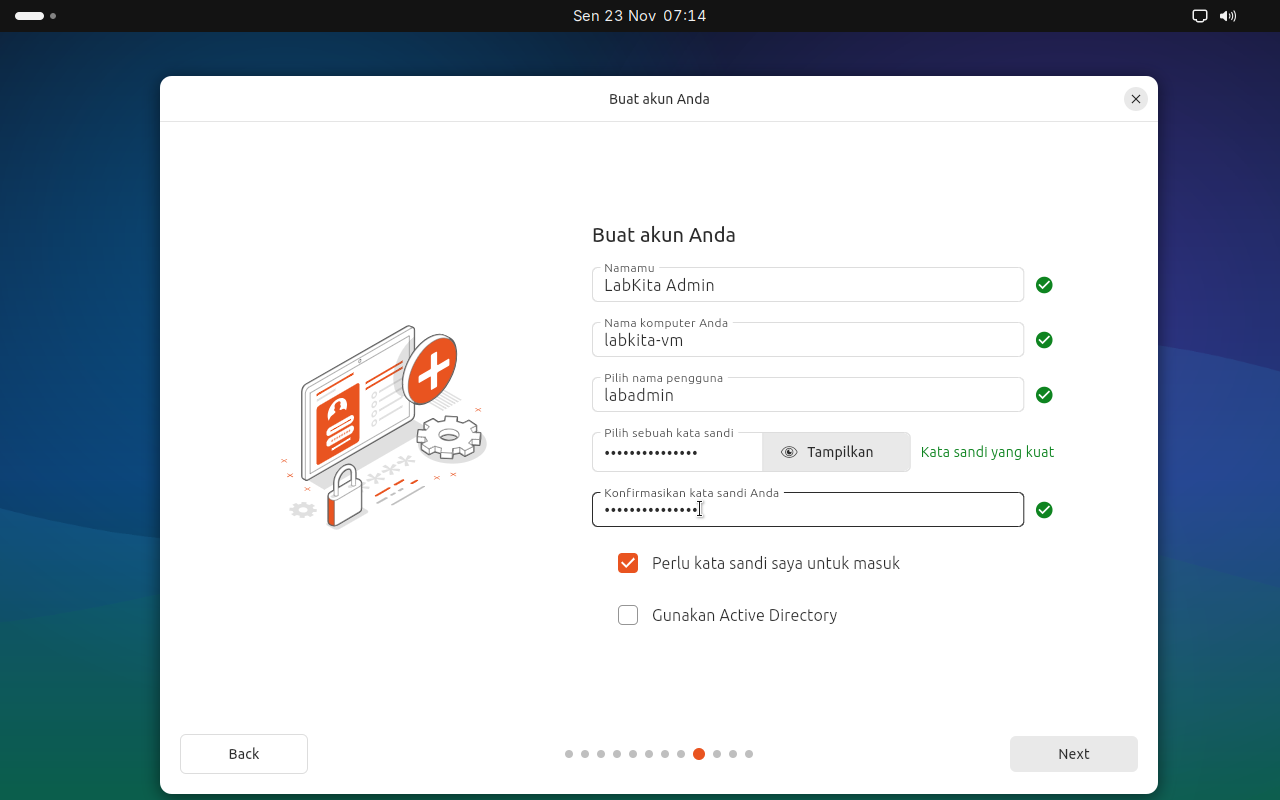 Sen 23 Nov 07:14
Buat akun Anda
Buat akun Anda
Namamu
LabKita Admin
Nama komputer Anda
labkita-vm
Pilih nama pengguna
labadmin
Pilih sebuah kata sandi
•••••••••••••••
Tampilkan
Kata sandi yang kuat
Konfirmasikan kata sandi Anda
•••••••••••••••
Perlu kata sandi saya untuk masuk
Gunakan Active Directory
Back
Next